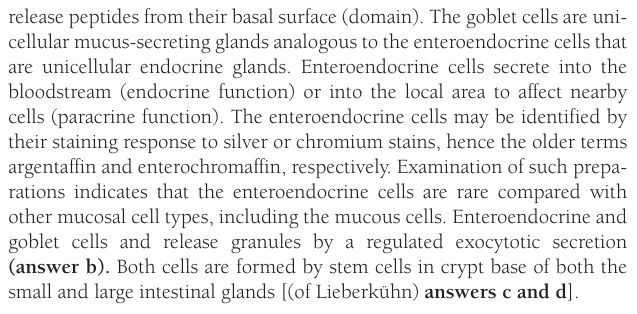 release peptides from their basal surface (domain). The goblet cells are uni-
cellular mucus-secreting glands analogous to the enteroendocrine cells that
are unicellular endocrine glands. Enteroendocrine cells secrete into the
bloodstream (endocrine function) or into the local area to affect nearby
cells (paracrine function). The enteroendocrine cells may be identified by
their staining response to silver or chromium stains, hence the older terms
argentaffin and enterochromaffin, respectively. Examination of such prepa-
rations indicates that the enteroendocrine cells are rare compared with
other mucosal cell types, including the mucous cells. Enteroendocrine and
goblet cells and release granules by a regulated exocytotic secretion
(answer b). Both cells are formed by stem cells in crypt base of both the
small and large intestinal glands [(of Lieberkühn) answers c and d].